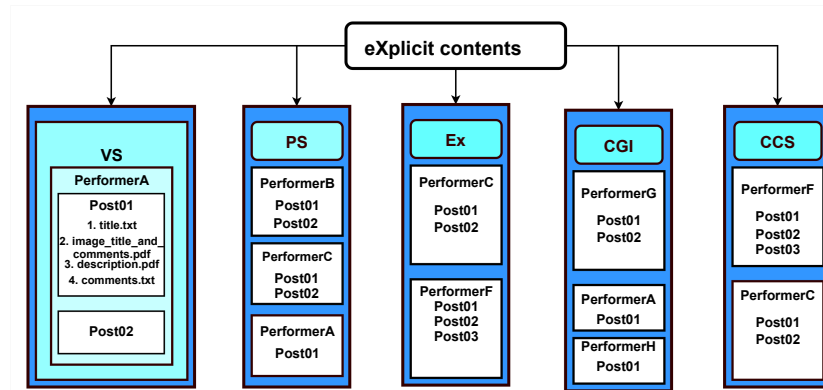 eXplicit contents
VS
PerformerA
Post01
1. title.txt
2. image_title_and_
comments.pdf
3. description.pdf
4. comments.txt
Post02
PS
PerformerB
Post01
Post02
PerformerC
Post01
Post02
PerformerA
Post01
Ex
PerformerC
Post01
Post02
PerformerF
Post01
Post02
Post03
CGI
PerformerG
Post01
Post02
PerformerA
Post01
PerformerH
Post01
CCS
PerformerF
Post01
Post02
Post03
PerformerC
Post01
Post02